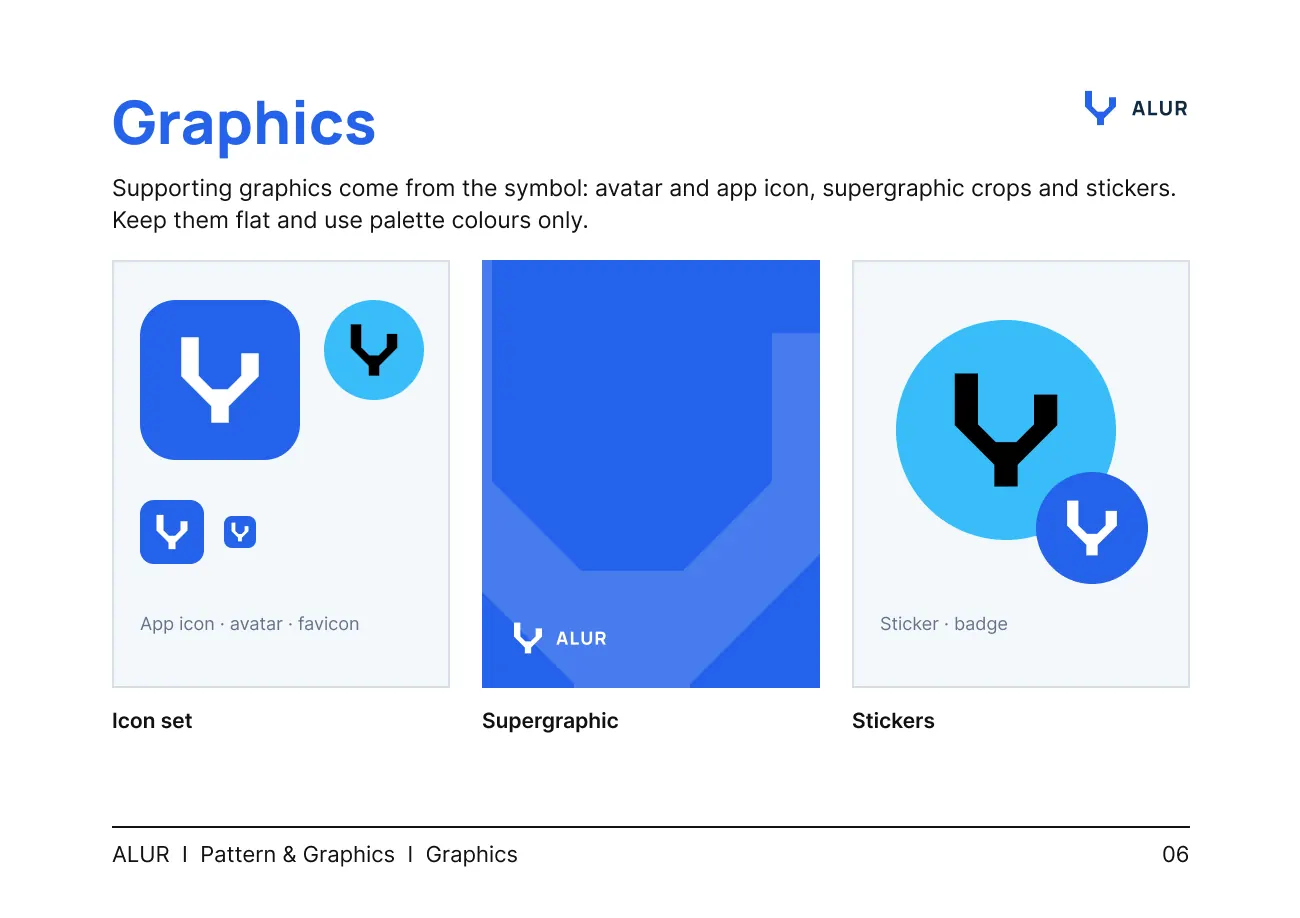 Graphics
ALUR
Supporting graphics come from the symbol: avatar and app icon, supergraphic crops and stickers.
Keep them flat and use palette colours only.
App icon · avatar · favicon
ALUR
Sticker · badge
Icon set
Supergraphic
Stickers
ALUR I Pattern & Graphics I Graphics
06